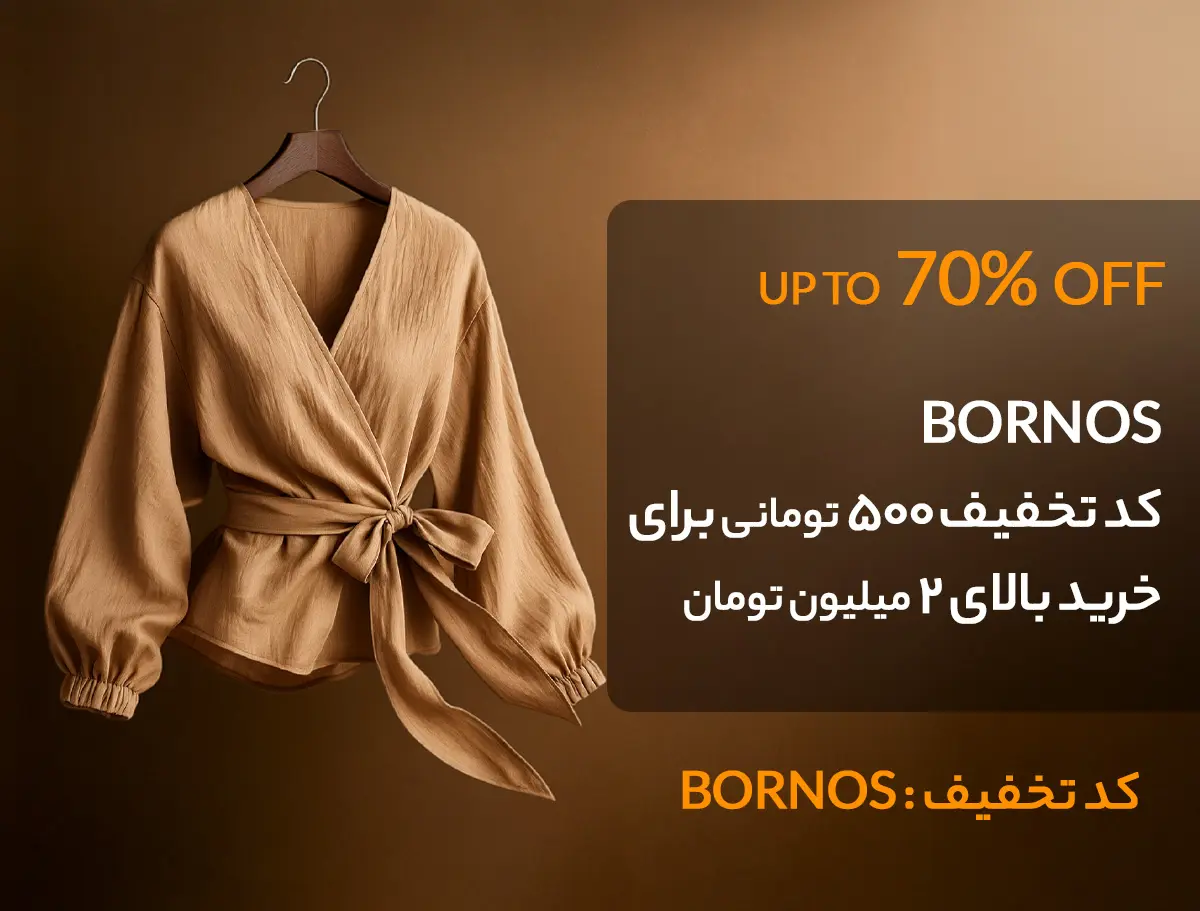 UP TO 70% OFF
BORNOS
کد تخفیف ۵۰۰ تومانی برای
خرید بالای ۲ میلیون تومان
کد تخفیف : BORNOS